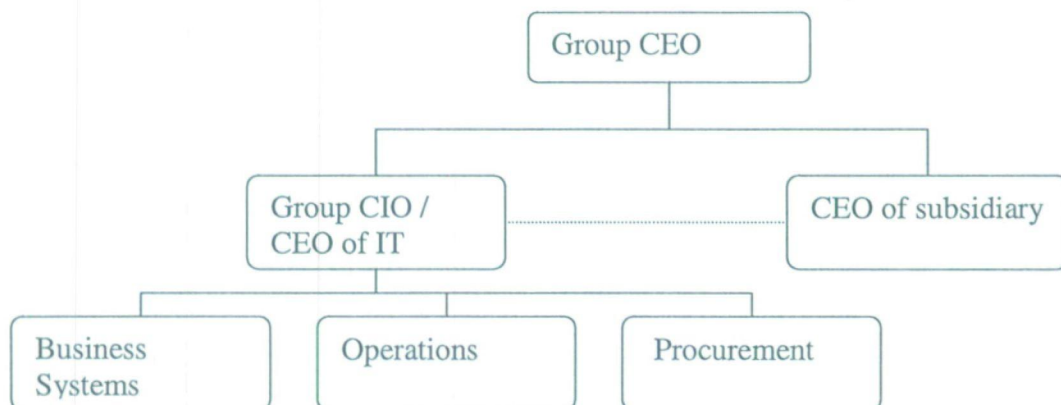 Group CEO
Group CIO /
CEO of IT
CEO of subsidiary
Business
Systems
Operations
Procurement